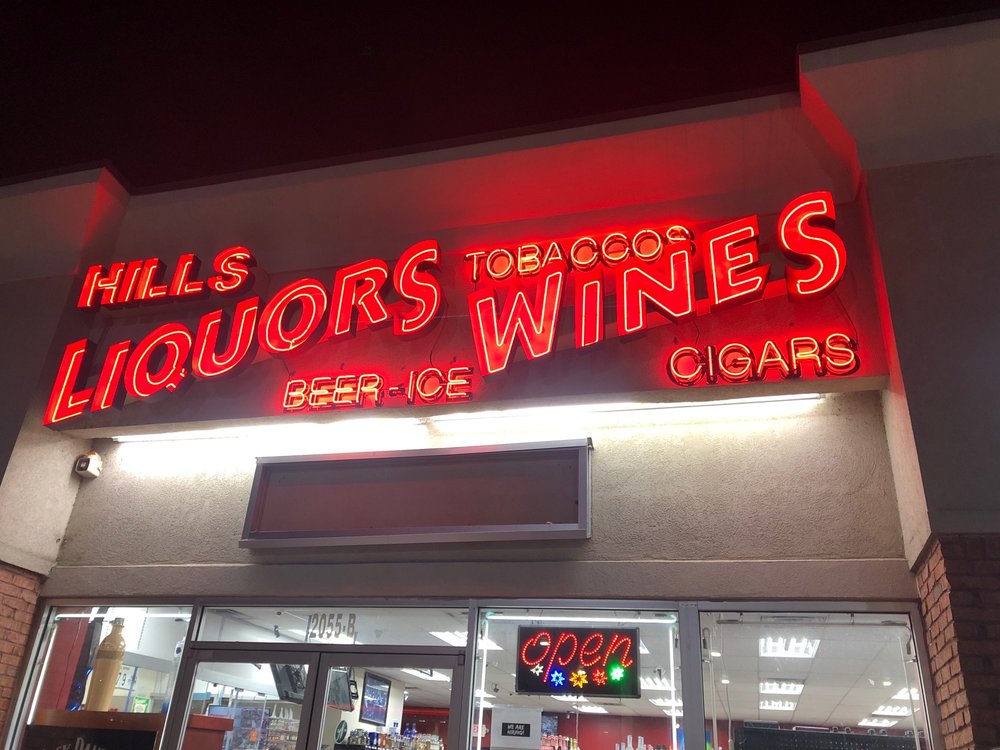 HILLS
LIQUORS
TOBACCOS
WINES
BEER-ICE
CIGARS
12055-B
open
WE ARE
HIRING!